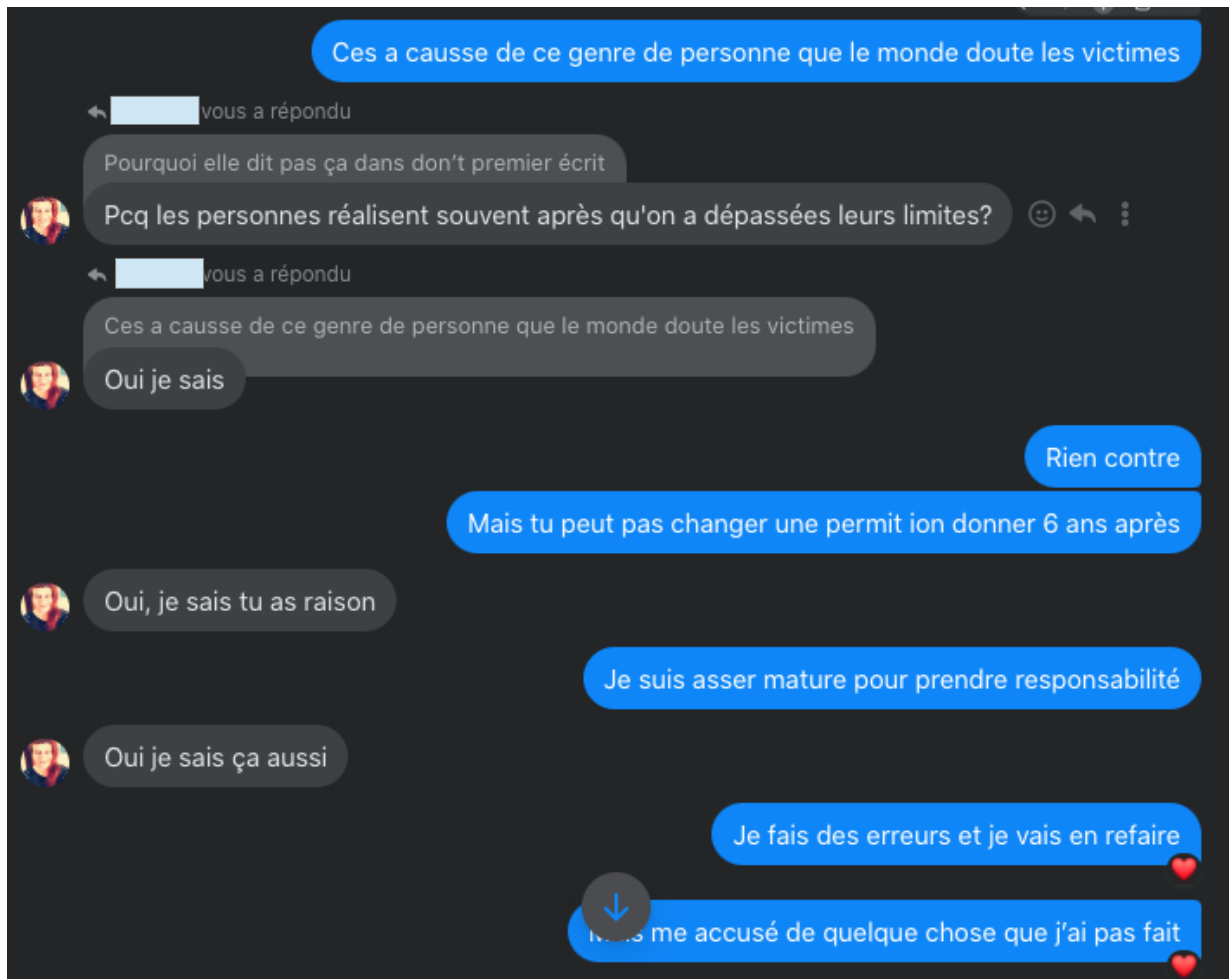 Ces a causse de ce genre de personne que le monde doute les victimes
vous a répondu
Pourquoi elle dit pas ça dans don't premier écrit
Pcq les personnes réalisent souvent après qu'on a dépassées leurs limites?
vous a répondu
Ces a causse de ce genre de personne que le monde doute les victimes
Oui je sais
Rien contre
Mais tu peut pas changer une permit ion donner 6 ans après
Oui, je sais tu as raison
Je suis asser mature pour prendre responsabilité
Oui je sais ça aussi
Je fais des erreurs et je vais en refaire
me accusé de quelque chose que j'ai pas fait